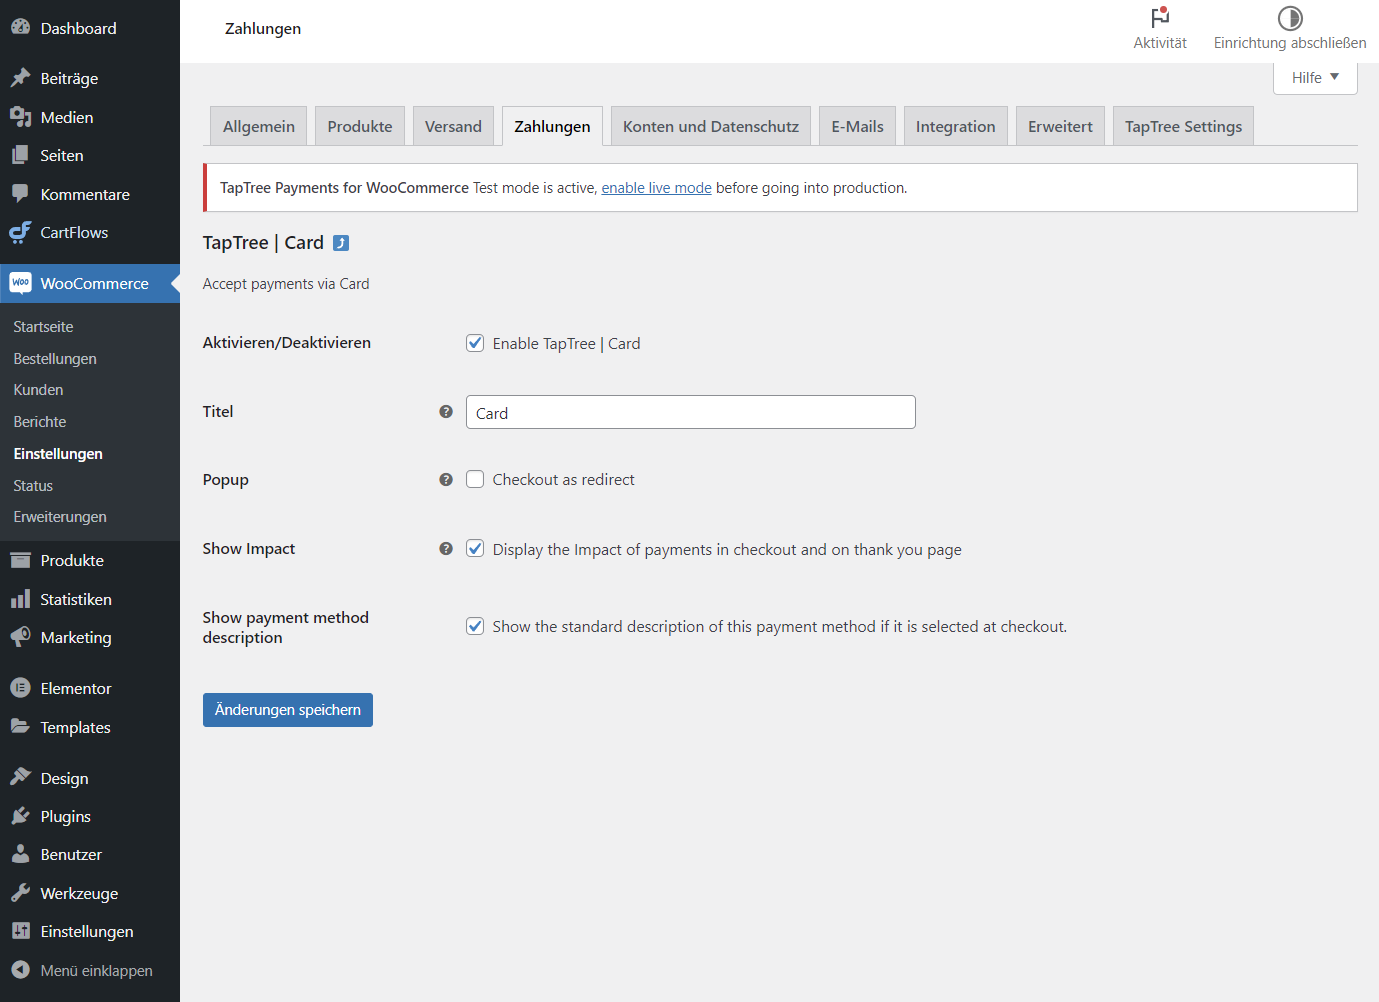 Dashboard
Beiträge
Medien
Seiten
Kommentare
CartFlows
WooCommerce
Startseite
Bestellungen
Kunden
Berichte
Einstellungen
Status
Erweiterungen
Produkte
Statistiken
Marketing
Elementor
Templates
Design
Plugins
Benutzer
Werkzeuge
Einstellungen
Menü einklappen
Zahlungen
Aktivität
Einrichtung abschließen
Hilfe
Allgemein
Produkte
Versand
Zahlungen
Konten und Datenschutz
E-Mails
Integration
Erweitert
TapTree Settings
TapTree Payments for WooCommerce Test mode is active, enable live mode before going into production.
TapTree | Card
Accept payments via Card
Aktivieren/Deaktivieren
Enable TapTree | Card
Titel
Card
Popup
Checkout as redirect
Show Impact
Display the Impact of payments in checkout and on thank you page
Show payment method
description
Show the standard description of this payment method if it is selected at checkout.
Änderungen speichern